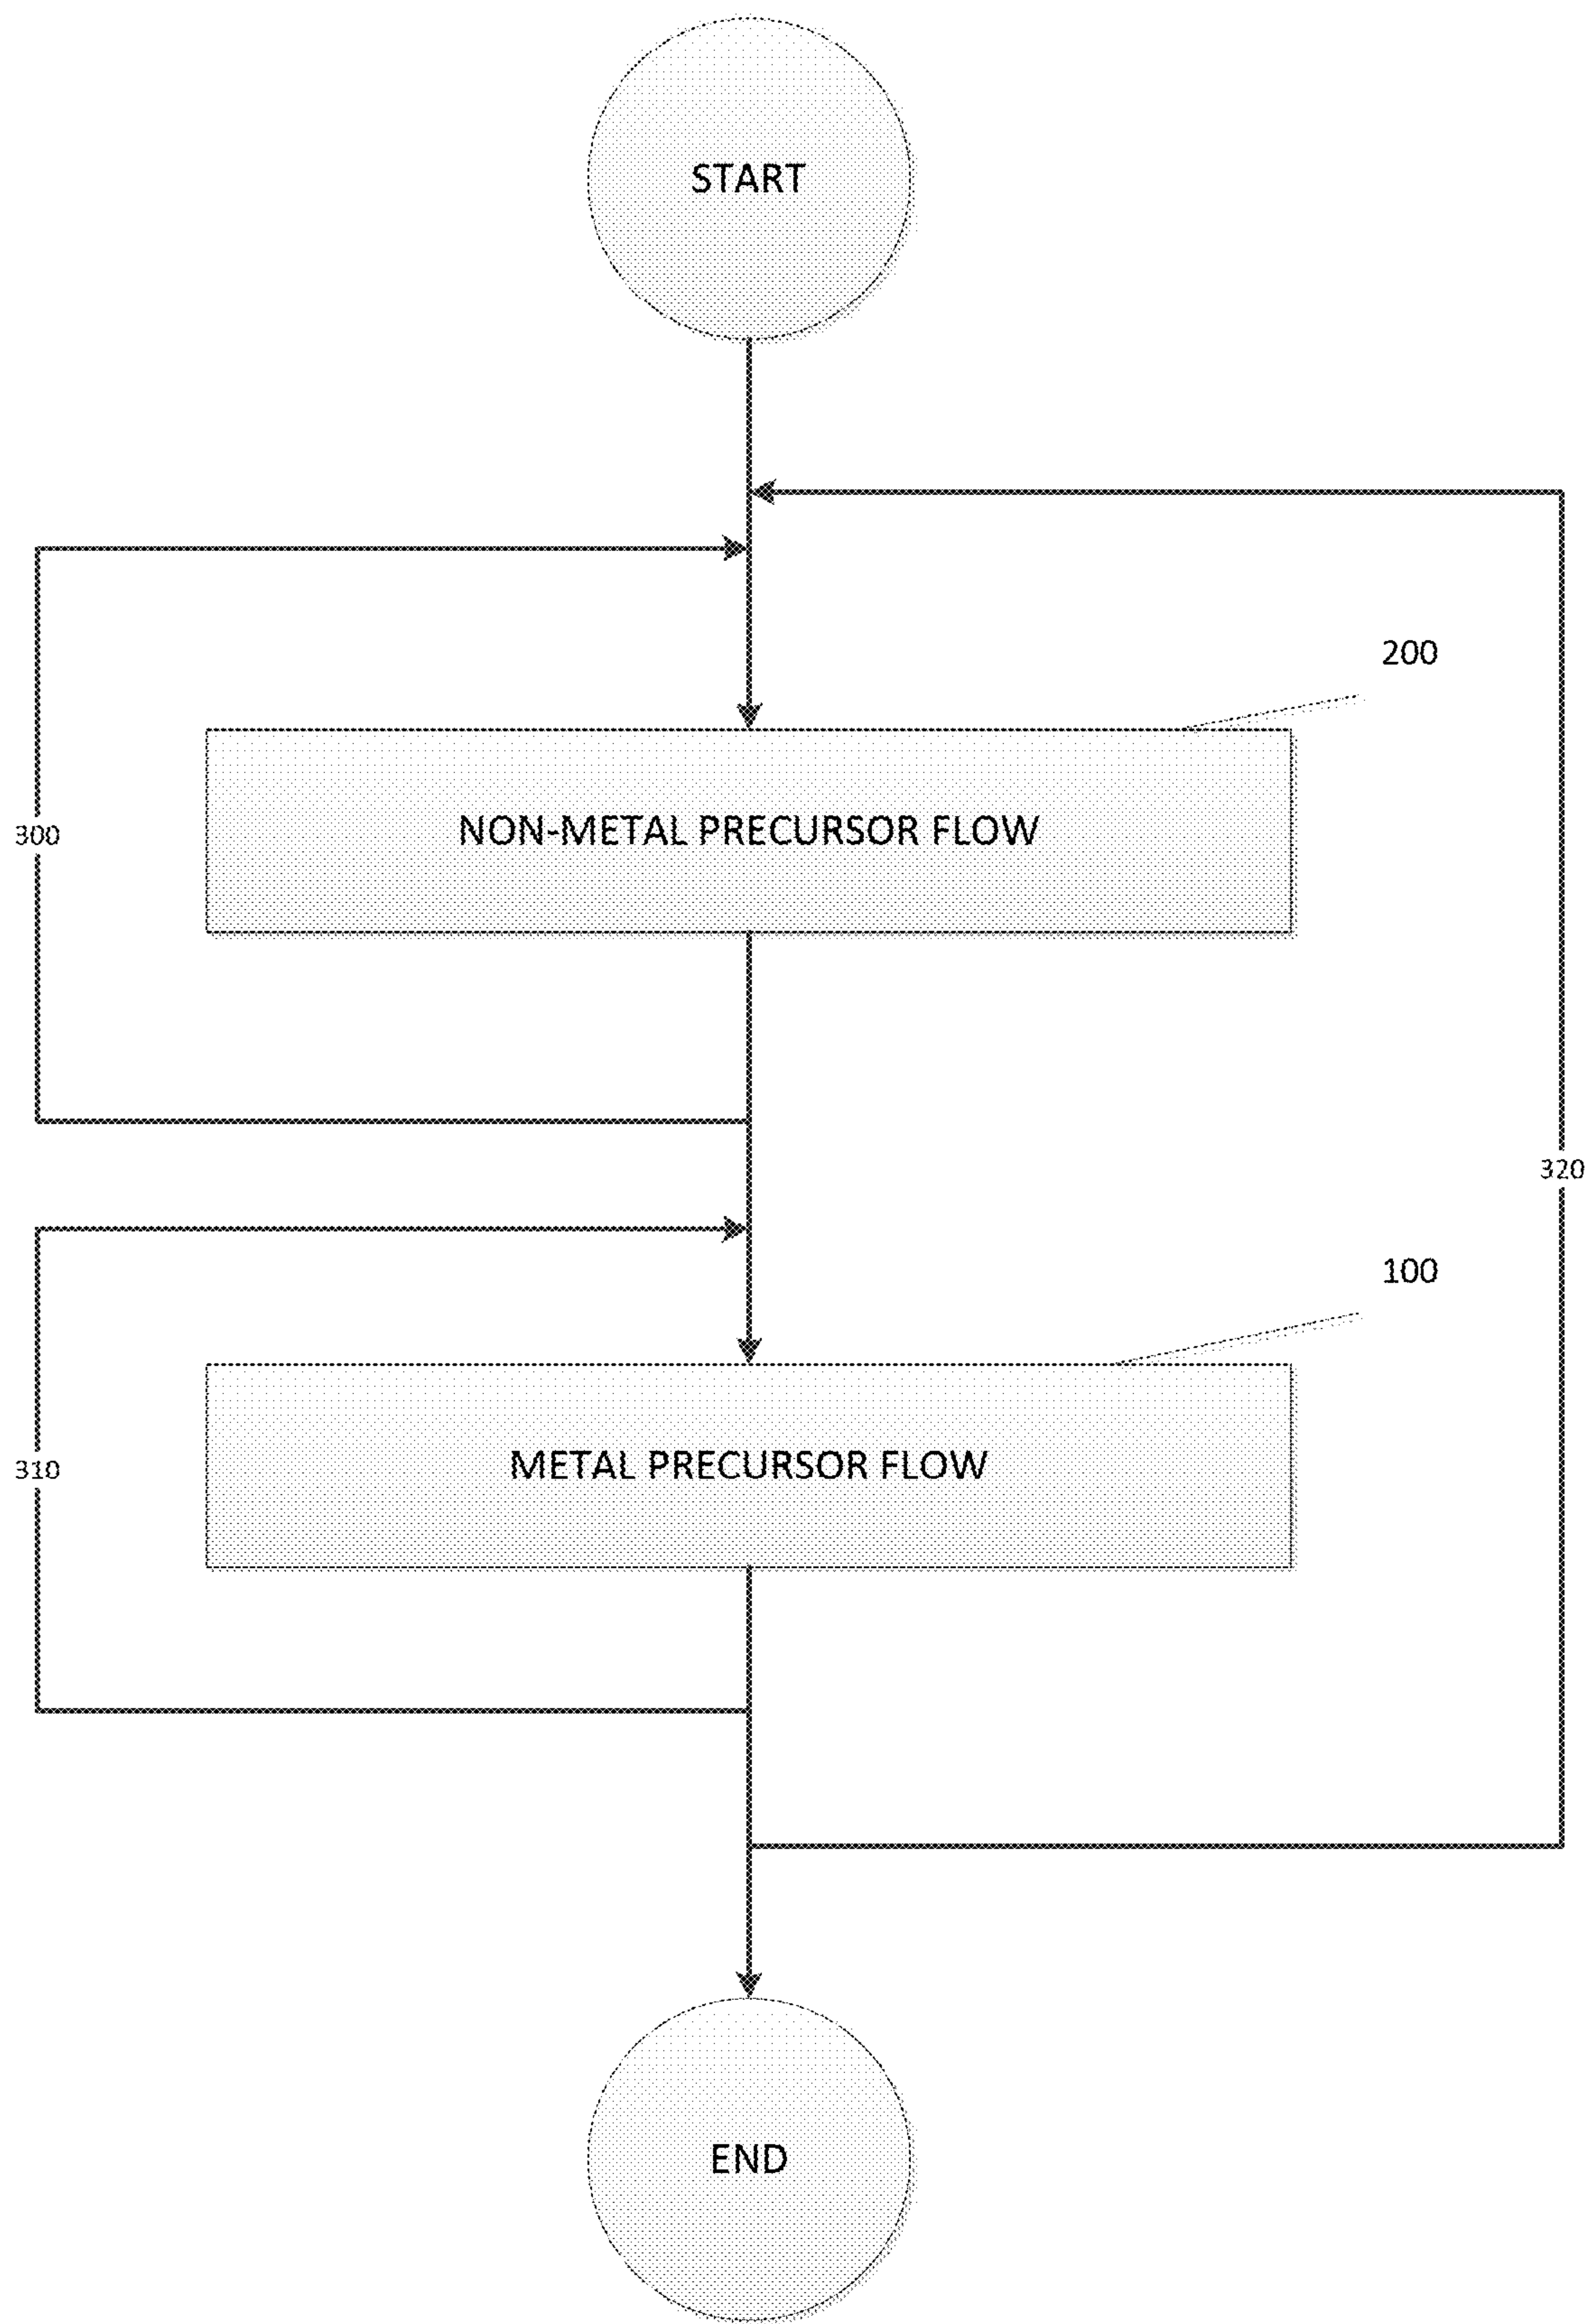 START
200
NON-METAL PRECURSOR FLOW
300
320
100
METAL PRECURSOR FLOW
310
END